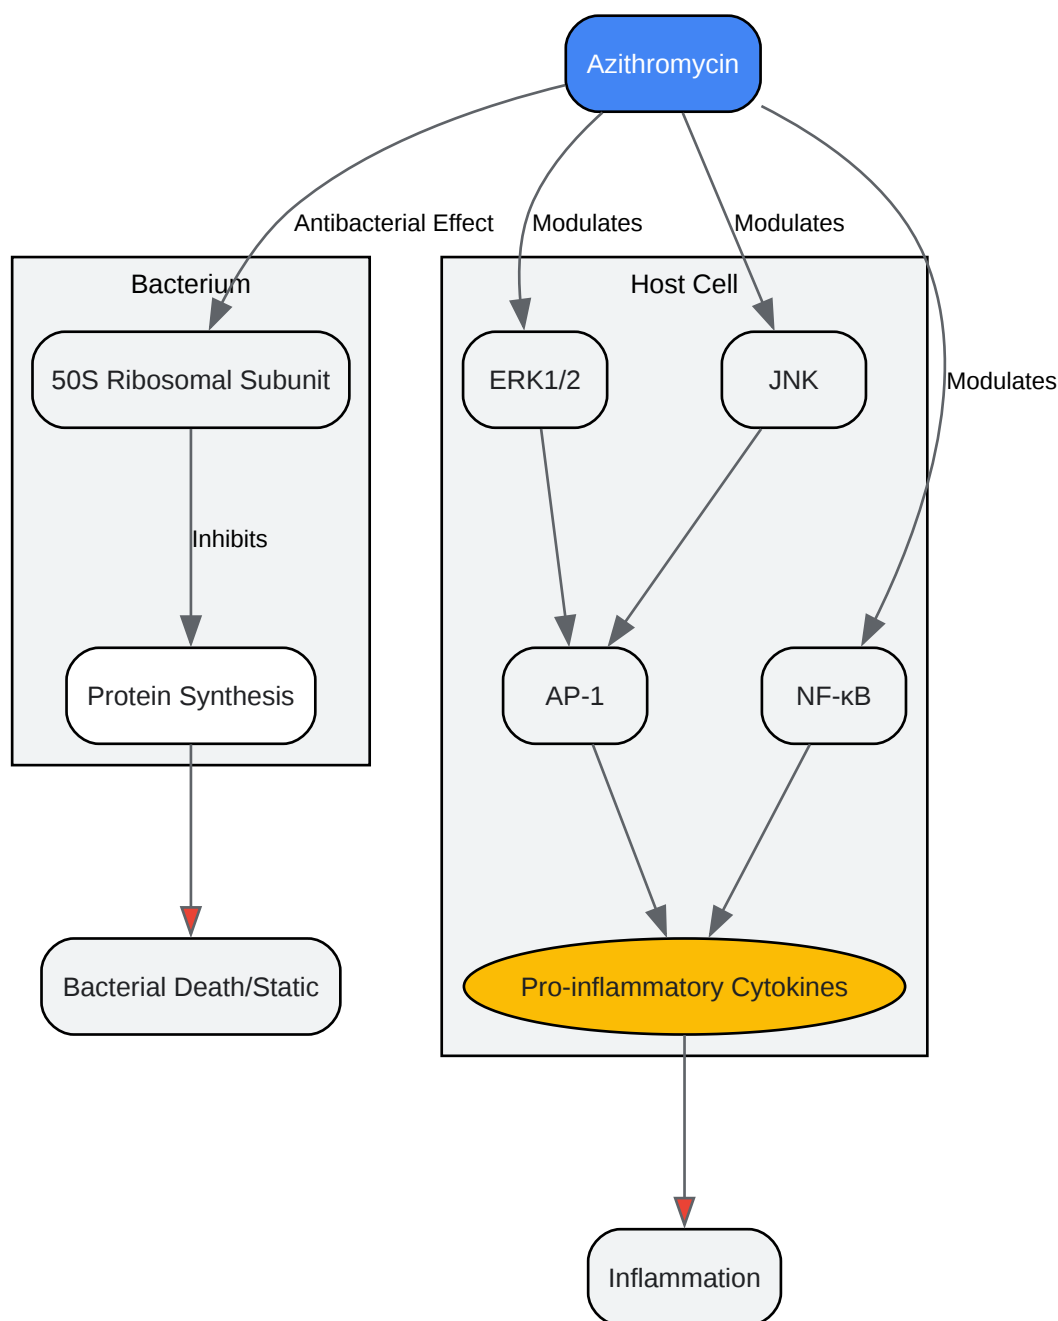 Azithromycin
Antibacterial Effect
Modulates
Modulates
Bacterium
Host Cell
50S Ribosomal Subunit
ERK1/2
JNK
Modulates
Inhibits
Protein Synthesis
AP-1
NF-κB
Bacterial Death/Static
Pro-inflammatory Cytokines
Inflammation